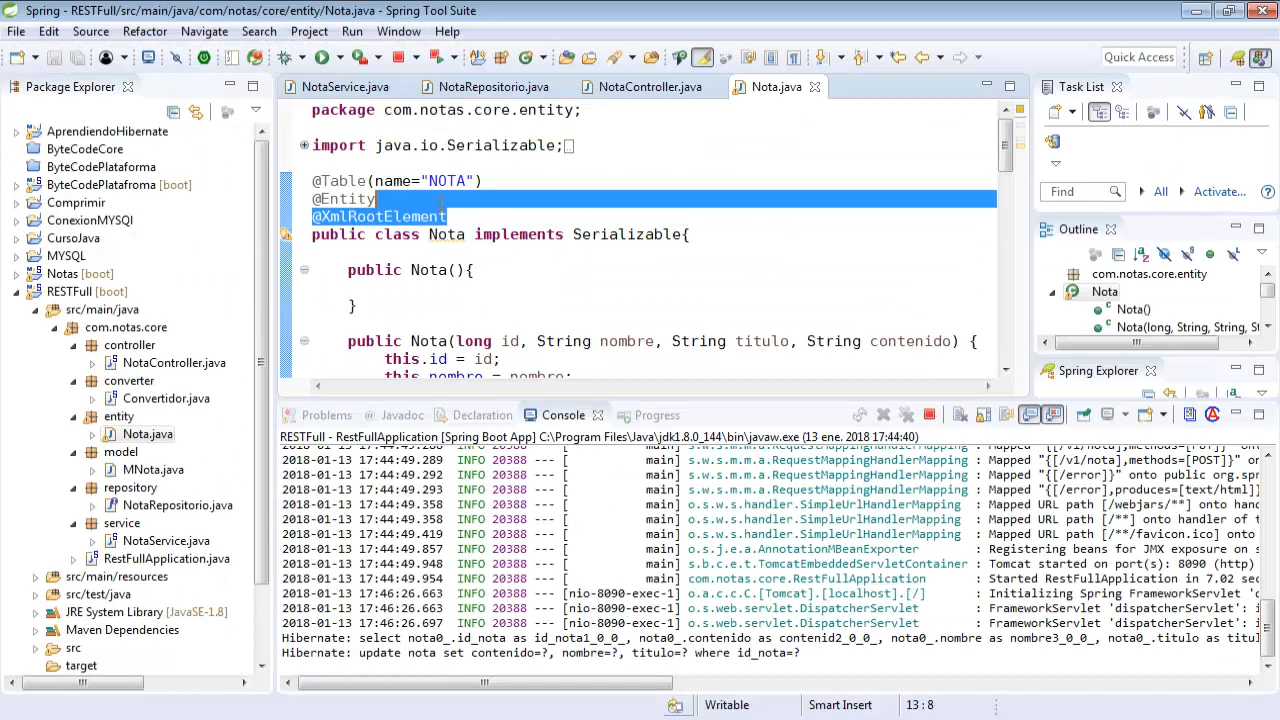 Spring - RESTFull/src/main/java/com/notas/core/entity/Nota.java - Spring Tool Suite
File Edit Source Refactor Navigate Search Project Run Window Help
Quick Access
Package Explorer
AprendiendoHibernate
ByteCodeCore
ByteCodePlataforma
ByteCodePlatafroma [boot]
Comprimir
ConexionMYSQl
CursoJava
MYSQL
Notas [boot]
RESTFull [boot]
src/main/java
com.notas.core
controller
NotaController.java
converter
Convertidor.java
entity
Nota.java
model
MNota.java
repository
NotaRepositorio.java
service
NotaService.java
RestFullApplication.java
src/main/resources
src/test/java
JRE System Library [JavaSE-1.8]
Maven Dependencies
src
target
NotaService.java NotaRepositorio.java NotaController.java Nota.java
package com.notas.core.entity;
import java.io.Serializable;
@Table(name="NOTA")
@Entity
@XmlRootElement
public class Nota implements Serializable{
public Nota(){
}
public Nota(long id, String nombre, String titulo, String contenido) {
this.id = id;
this.nombre = nombre;
Task List
Find All Activate...
Outline
com.notas.core.entity
Nota
Nota()
Nota(long, String, String, S
Spring Explorer
Problems Javadoc Declaration Console Progress
RESTFull - RestFullApplication [Spring Boot App] C:\Program Files\Java\jdk1.8.0_144\bin\javaw.exe (13 ene. 2018 17:44:40)
2018-01-13 17:44:49.289 INFO 20388 --- [ main] s.w.s.m.m.a.RequestMappingHandlerMapping : Mapped "{[/v1/nota],methods=[POST]}" on
2018-01-13 17:44:49.292 INFO 20388 --- [ main] s.w.s.m.m.a.RequestMappingHandlerMapping : Mapped "{[/error]}" onto public org.spr
2018-01-13 17:44:49.293 INFO 20388 --- [ main] s.w.s.m.m.a.RequestMappingHandlerMapping : Mapped "{[/error],produces=[text/html]}
2018-01-13 17:44:49.353 INFO 20388 --- [ main] o.s.w.s.handler.SimpleUrlHandlerMapping : Mapped URL path [/webjars/**] onto hand
2018-01-13 17:44:49.353 INFO 20388 --- [ main] o.s.w.s.handler.SimpleUrlHandlerMapping : Mapped URL path [/**] onto handler of t
2018-01-13 17:44:49.419 INFO 20388 --- [ main] o.s.w.s.handler.SimpleUrlHandlerMapping : Mapped URL path [/**/favicon.ico] onto
2018-01-13 17:44:49.857 INFO 20388 --- [ main] o.s.j.e.a.AnnotationMBeanExporter : Registering beans for JMX exposure on s
2018-01-13 17:44:49.949 INFO 20388 --- [ main] s.b.c.e.t.TomcatEmbeddedServletContainer : Tomcat started on port(s): 8090 (http)
2018-01-13 17:44:49.954 INFO 20388 --- [ main] com.notas.core.RestFullApplication : Started RestFullApplication in 7.02 sec
2018-01-13 17:46:26.663 INFO 20388 --- [nio-8090-exec-1] o.a.c.c.C.[Tomcat].[localhost].[/] : Initializing Spring FrameworkServlet 'd
2018-01-13 17:46:26.663 INFO 20388 --- [nio-8090-exec-1] o.s.web.servlet.DispatcherServlet : FrameworkServlet 'dispatcherServlet': i
2018-01-13 17:46:26.697 INFO 20388 --- [nio-8090-exec-1] o.s.web.servlet.DispatcherServlet : FrameworkServlet 'dispatcherServlet': i
Hibernate: select nota0_.id_nota as id_nota1_0_0_, nota0_.contenido as contenid2_0_0_, nota0_.nombre as nombre3_0_0_, nota0_.titulo as titul
Hibernate: update nota set contenido=?, nombre=?, titulo=? where id_nota=?
Writable Smart Insert 13 : 8